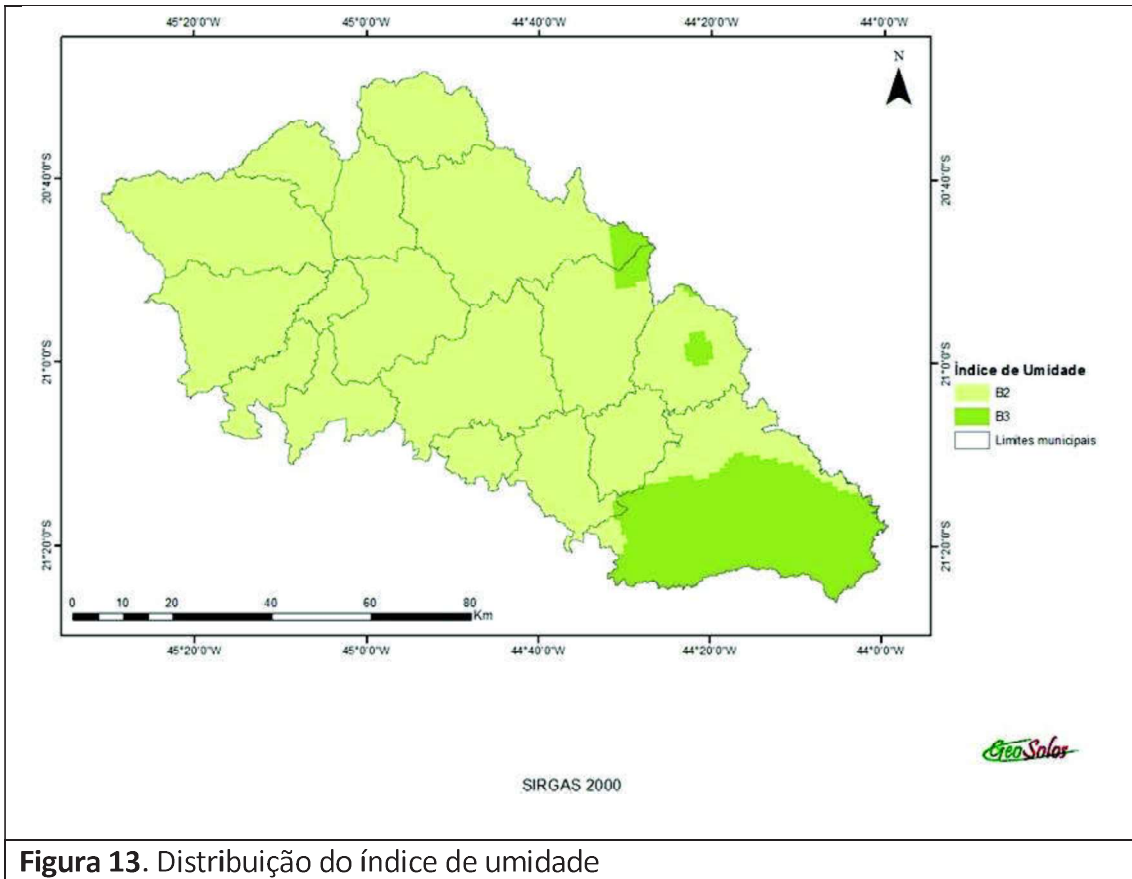 45°20'0"W 45°0'0"W 44°40'0"W 44°20'0"W 44°0'0"W
N
20°40'0"S 20°40'0"S
21°0'0"S 21°0'0"S
Índice de Umidade
B2
B3
Limites municipais
21°20'0"S 21°20'0"S
0 10 20 40 60 80
Km
45°20'0"W 45°0'0"W 44°40'0"W 44°20'0"W 44°0'0"W
GeoSolos
SIRGAS 2000
Figura 13. Distribuição do índice de umidade